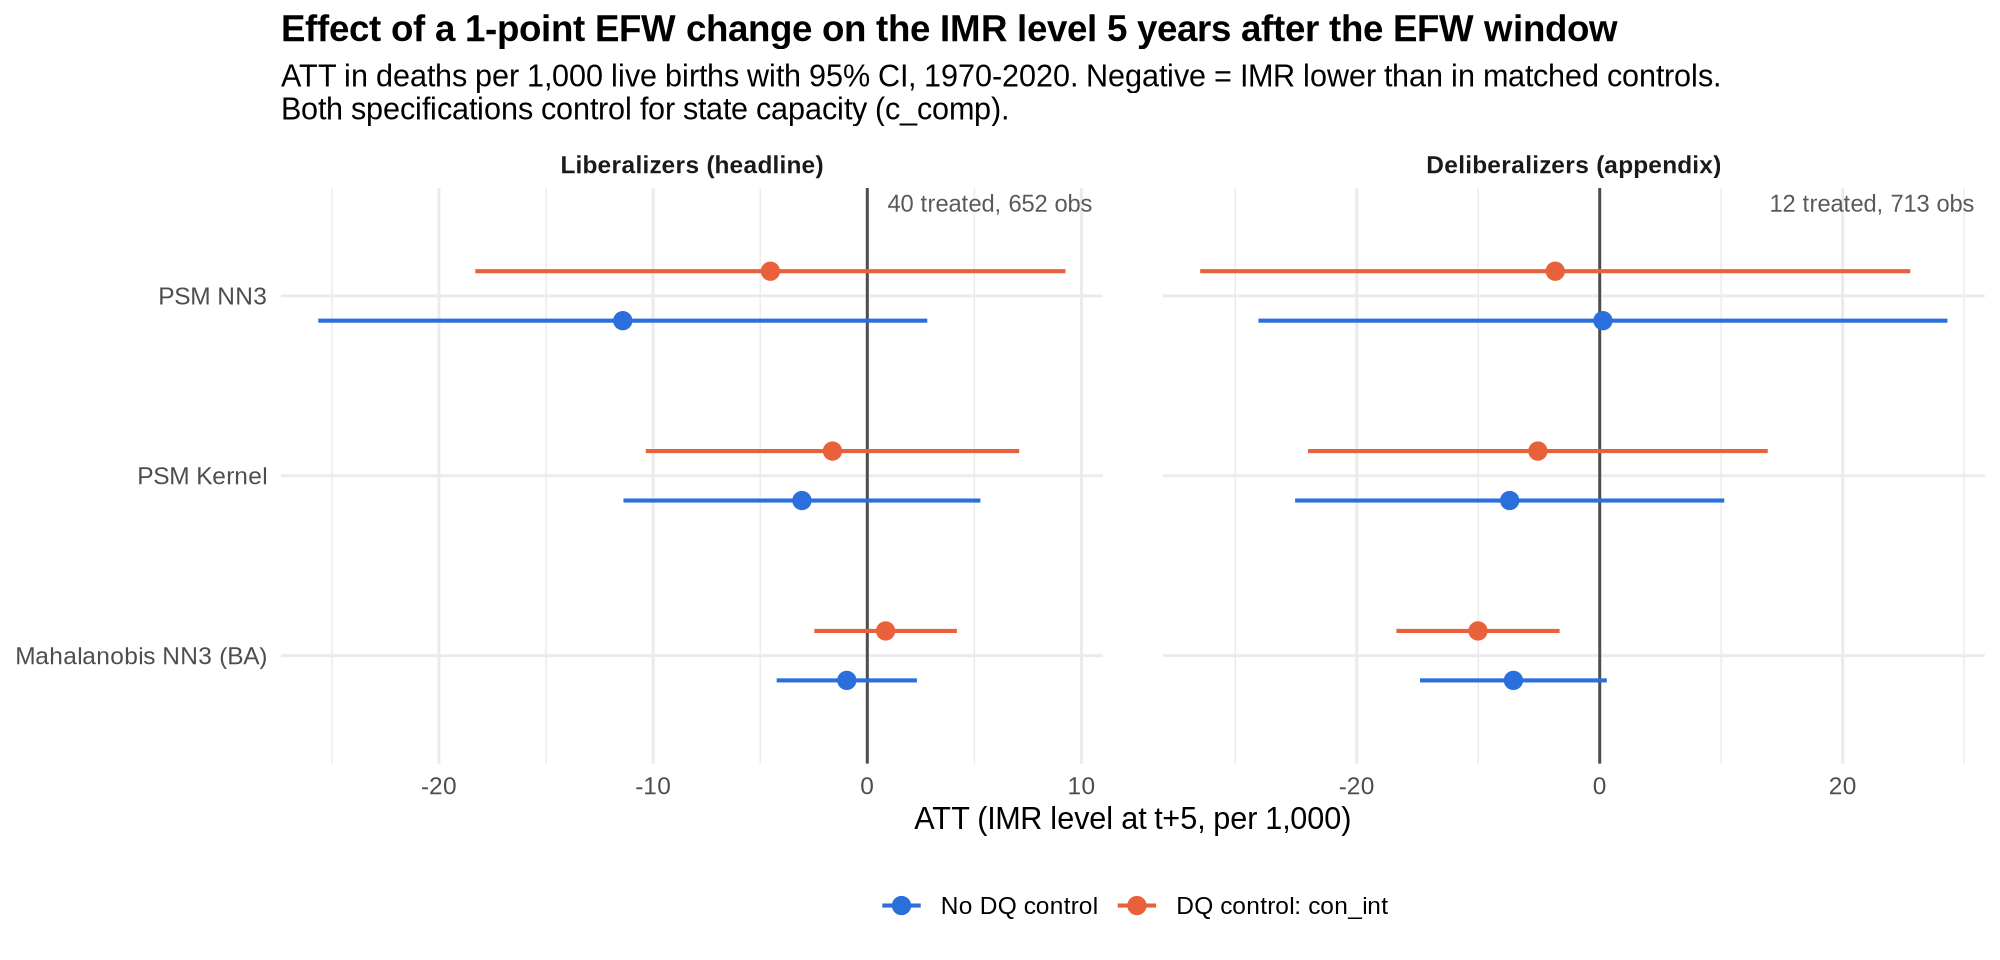 Effect of a 1-point EFW change on the IMR level 5 years after the EFW window
ATT in deaths per 1,000 live births with 95% CI, 1970-2020. Negative = IMR lower than in matched controls.
Both specifications control for state capacity (c_comp).
Liberalizers (headline)
Deliberalizers (appendix)
40 treated, 652 obs
12 treated, 713 obs
PSM NN3
PSM Kernel
Mahalanobis NN3 (BA)
-20 -10 0 10
-20 0 20
ATT (IMR level at t+5, per 1,000)
No DQ control
DQ control: con_int